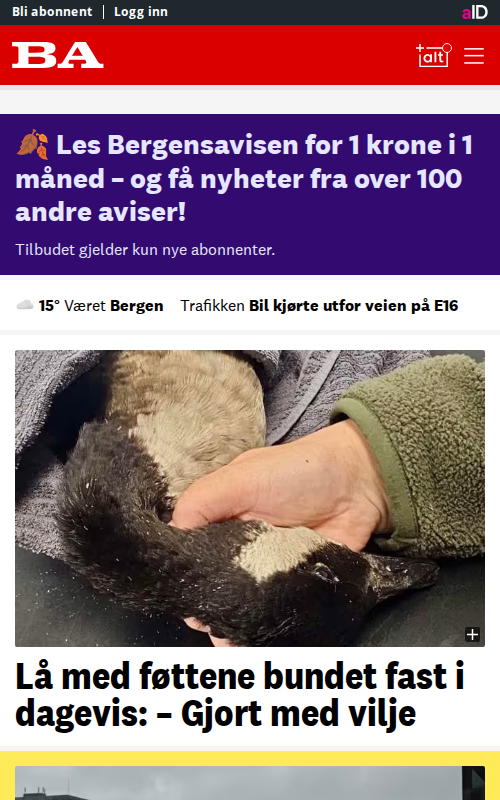 Bli abonnent | Logg inn
aID
BA
+alt
Les Bergensavisen for 1 krone i 1
måned – og få nyheter fra over 100
andre aviser!
Tilbudet gjelder kun nye abonnenter.
15° Været Bergen Trafikken Bil kjørte utfor veien på E16
Lå med føttene bundet fast i
dagevis: – Gjort med vilje